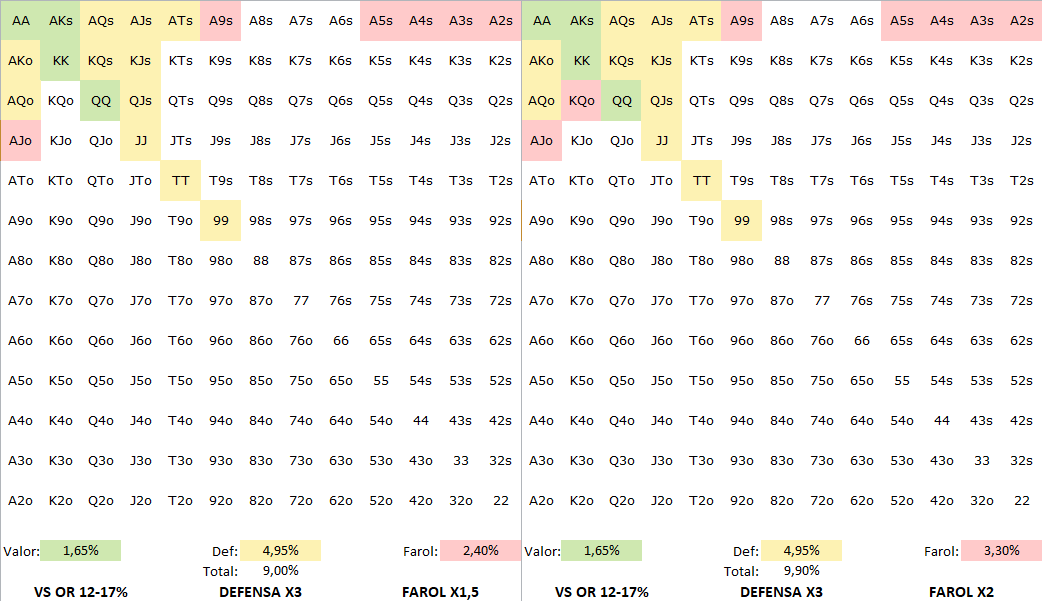 AA AKs AQs AJs ATs A9s A8s A7s A6s A5s A4s A3s A2s AA AKs AQs AJs ATs A9s A8s A7s A6s A5s A4s A3s A2s
AKo KK KQs KJs KTs K9s K8s K7s K6s K5s K4s K3s K2s AKo KK KQs KJs KTs K9s K8s K7s K6s K5s K4s K3s K2s
AQo KQo QQ QJs QTs Q9s Q8s Q7s Q6s Q5s Q4s Q3s Q2s AQo KQo QQ QJs QTs Q9s Q8s Q7s Q6s Q5s Q4s Q3s Q2s
AJo KJo QJo JJ JTs J9s J8s J7s J6s J5s J4s J3s J2s AJo KJo QJo JJ JTs J9s J8s J7s J6s J5s J4s J3s J2s
ATo KTo QTo JTo TT T9s T8s T7s T6s T5s T4s T3s T2s ATo KTo QTo JTo TT T9s T8s T7s T6s T5s T4s T3s T2s
A9o K9o Q9o J9o T9o 99 98s 97s 96s 95s 94s 93s 92s A9o K9o Q9o J9o T9o 99 98s 97s 96s 95s 94s 93s 92s
A8o K8o Q8o J8o T8o 98o 88 87s 86s 85s 84s 83s 82s A8o K8o Q8o J8o T8o 98o 88 87s 86s 85s 84s 83s 82s
A7o K7o Q7o J7o T7o 97o 87o 77 76s 75s 74s 73s 72s A7o K7o Q7o J7o T7o 97o 87o 77 76s 75s 74s 73s 72s
A6o K6o Q6o J6o T6o 96o 86o 76o 66 65s 64s 63s 62s A6o K6o Q6o J6o T6o 96o 86o 76o 66 65s 64s 63s 62s
A5o K5o Q5o J5o T5o 95o 85o 75o 65o 55 54s 53s 52s A5o K5o Q5o J5o T5o 95o 85o 75o 65o 55 54s 53s 52s
A4o K4o Q4o J4o T4o 94o 84o 74o 64o 54o 44 43s 42s A4o K4o Q4o J4o T4o 94o 84o 74o 64o 54o 44 43s 42s
A3o K3o Q3o J3o T3o 93o 83o 73o 63o 53o 43o 33 32s A3o K3o Q3o J3o T3o 93o 83o 73o 63o 53o 43o 33 32s
A2o K2o Q2o J2o T2o 92o 82o 72o 62o 52o 42o 32o 22 A2o K2o Q2o J2o T2o 92o 82o 72o 62o 52o 42o 32o 22
Valor: 1,65% Def: 4,95% Farol: 2,40% Valor: 1,65% Def: 4,95% Farol: 3,30%
Total: 9,00% Total: 9,90%
VS OR 12-17% DEFENSA X3 FAROL X1,5 VS OR 12-17% DEFENSA X3 FAROL X2